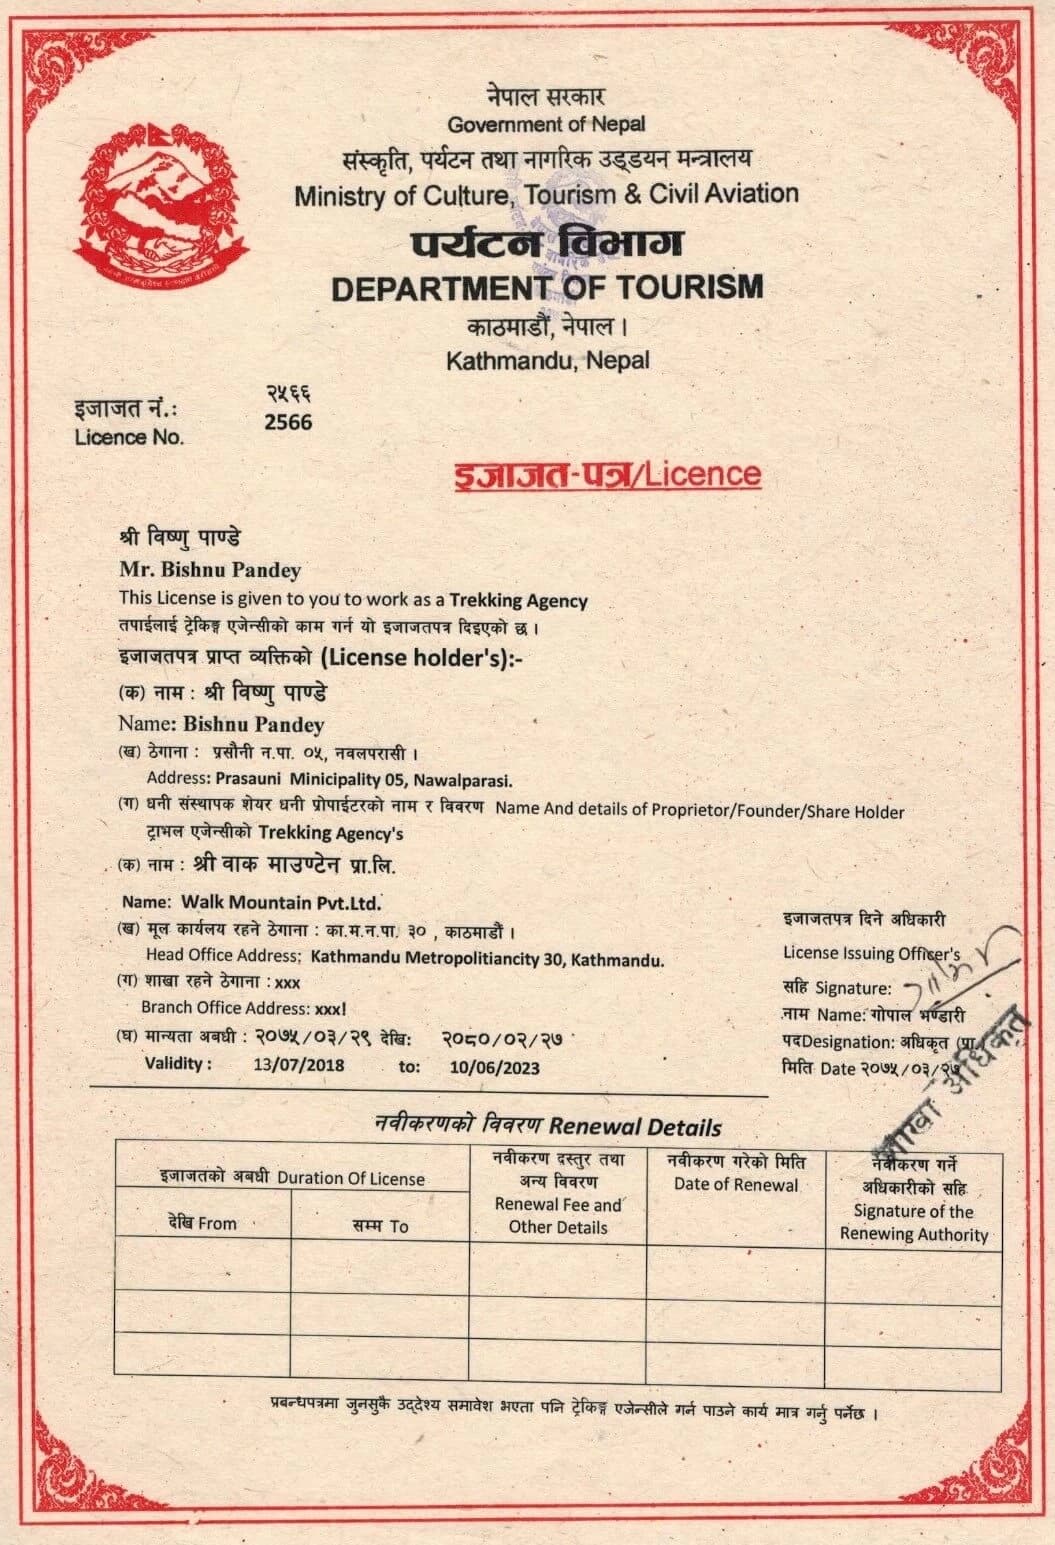 नेपाल सरकार
Government of Nepal
संस्कृति, पर्यटन तथा नागरिक उड्डयन मन्त्रालय
Ministry of Culture, Tourism & Civil Aviation
पर्यटन विभाग
DEPARTMENT OF TOURISM
काठमाडौं, नेपाल ।
Kathmandu, Nepal
इजाजत नं.: २५६६
Licence No. 2566
इजाजत-पत्र/Licence
श्री विष्णु पाण्डे
Mr. Bishnu Pandey
This License is given to you to work as a Trekking Agency
तपाईलाई ट्रेकिङ्ग एजेन्सीको काम गर्न यो इजाजतपत्र दिइएको छ ।
इजाजतपत्र प्राप्त व्यक्तिको (License holder's):-
(क) नाम : श्री विष्णु पाण्डे
Name: Bishnu Pandey
(ख) ठेगाना : प्रसौनी न.पा. ०५, नवलपरासी ।
Address: Prasauni Minicipality 05, Nawalparasi.
(ग) धनी संस्थापक शेयर धनी प्रोपाईटरको नाम र विवरण Name And details of Proprietor/Founder/Share Holder
ट्राभल एजेन्सीको Trekking Agency's
(क) नाम : श्री वाक माउण्टेन प्रा.लि.
Name: Walk Mountain Pvt.Ltd.
(ख) मूल कार्यलय रहने ठेगाना : का.म.न.पा. ३० , काठमाडौं ।
Head Office Address; Kathmandu Metropolitiancity 30, Kathmandu.
(ग) शाखा रहने ठेगाना : xxx
Branch Office Address: xxx!
(घ) मान्यता अबधी : २०७५/०३/२९ देखि: २०८०/०२/२७
Validity : 13/07/2018 to: 10/06/2023
इजाजतपत्र दिने अधिकारी
License Issuing Officer's
सहि Signature:
नाम Name: गोपाल भण्डारी
पदDesignation: अधिकृत (प्रा.)
मिति Date २०७५/०३/२९
शाखा अधिकृत
नवीकरणको विवरण Renewal Details
इजाजतको अबधी Duration Of License
देखि From
सम्म To
नवीकरण दस्तुर तथा
अन्य विवरण
Renewal Fee and
Other Details
नवीकरण गरेको मिति
Date of Renewal
नवीकरण गर्ने
अधिकारीको सहि
Signature of the
Renewing Authority
प्रबन्धपत्रमा जुनसुकै उद्देश्य समावेश भएता पनि ट्रेकिङ्ग एजेन्सीले गर्न पाउने कार्य मात्र गर्नु पर्नेछ ।